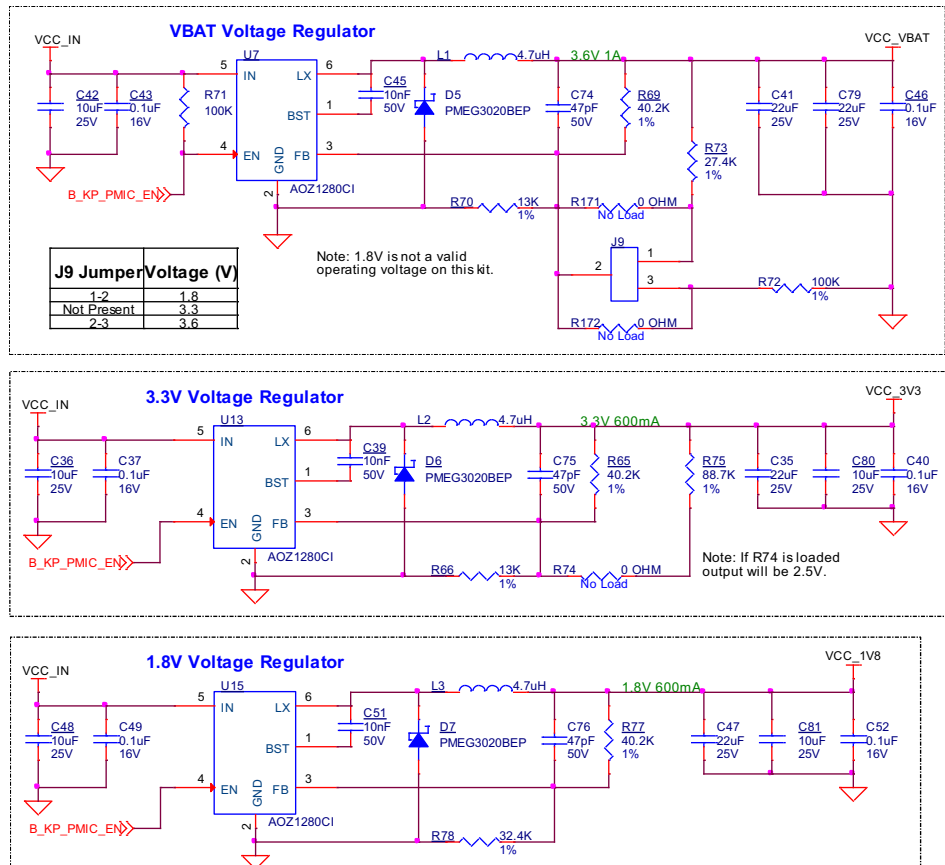 VBAT Voltage Regulator
VCC_IN
VCC_VBAT
U7
5 IN LX 6
L1 4.7uH
3.6V 1A
C42 10uF 25V
C43 0.1uF 16V
R71 100K
C45 10nF 50V
BST 1
D5 PMEG3020BEP
C74 47pF 50V
R69 40.2K 1%
C41 22uF 25V
C79 22uF 25V
C46 0.1uF 16V
4 EN GND FB 3
R73 27.4K 1%
B_KP_PMIC_EN
2
AOZ1280CI
R70 13K 1%
R171 0 OHM No Load
Note: 1.8V is not a valid
operating voltage on this kit.
J9
1
2
3
R72 100K 1%
R172 0 OHM No Load
J9 Jumper Voltage (V)
1-2 1.8
Not Present 3.3
2-3 3.6
3.3V Voltage Regulator
VCC_IN
VCC_3V3
U13
5 IN LX 6
L2 4.7uH
3.3V 600mA
C36 10uF 25V
C37 0.1uF 16V
C39 10nF 50V
BST 1
D6 PMEG3020BEP
C75 47pF 50V
R65 40.2K 1%
R75 88.7K 1%
C35 22uF 25V
C80 10uF 25V
C40 0.1uF 16V
4 EN GND FB 3
B_KP_PMIC_EN
2
AOZ1280CI
R66 13K 1%
R74 0 OHM No Load
Note: If R74 is loaded
output will be 2.5V.
1.8V Voltage Regulator
VCC_IN
VCC_1V8
U15
5 IN LX 6
L3 4.7uH
1.8V 600mA
C48 10uF 25V
C49 0.1uF 16V
C51 10nF 50V
BST 1
D7 PMEG3020BEP
C76 47pF 50V
R77 40.2K 1%
C47 22uF 25V
C81 10uF 25V
C52 0.1uF 16V
4 EN GND FB 3
B_KP_PMIC_EN
2
AOZ1280CI
R78 32.4K 1%